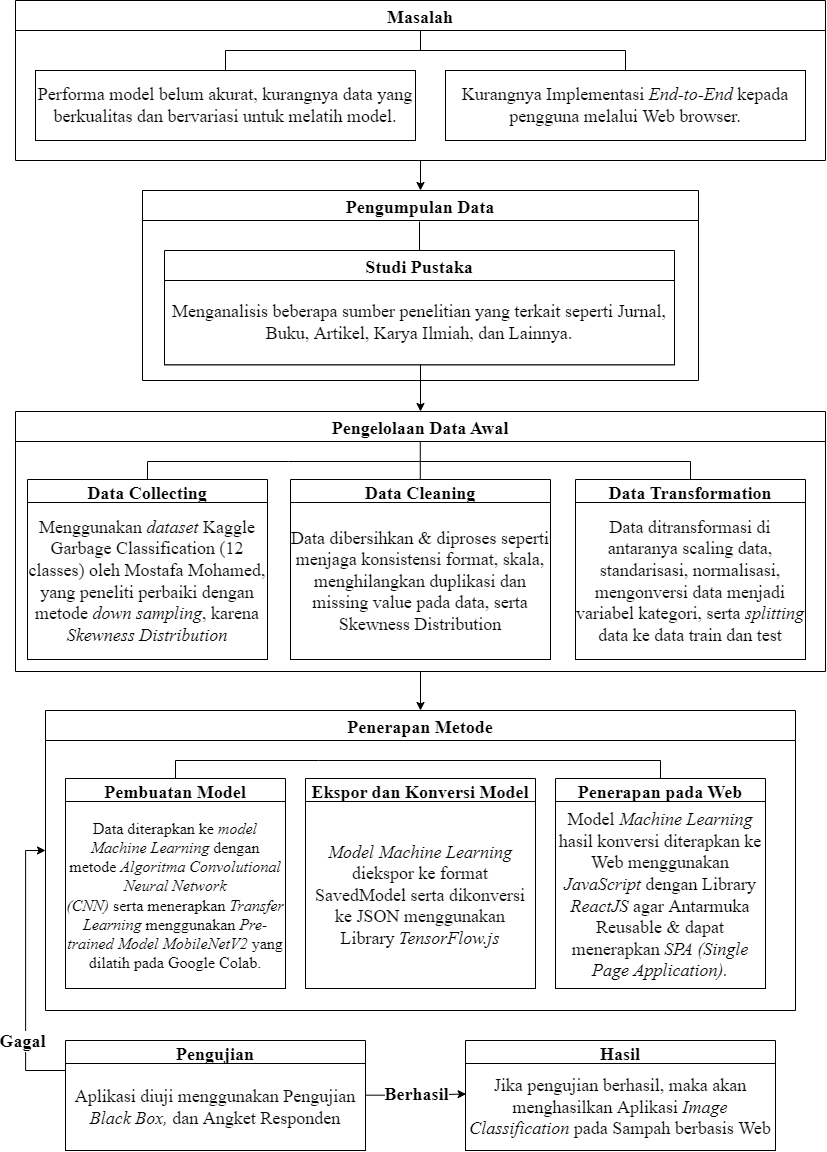 Masalah
Performa model belum akurat, kurangnya data yang
berkualitas dan bervariasi untuk melatih model.
Kurangnya Implementasi End-to-End kepada
pengguna melalui Web browser.
Pengumpulan Data
Studi Pustaka
Menganalisis beberapa sumber penelitian yang terkait seperti Jurnal,
Buku, Artikel, Karya Ilmiah, dan Lainnya.
Pengelolaan Data Awal
Data Collecting
Menggunakan dataset Kaggle
Garbage Classification (12
classes) oleh Mostafa Mohamed,
yang peneliti perbaiki dengan
metode down sampling, karena
Skewness Distribution
Data Cleaning
Data dibersihkan & diproses seperti
menjaga konsistensi format, skala,
menghilangkan duplikasi dan
missing value pada data, serta
Skewness Distribution
Data Transformation
Data ditransformasi di
antaranya scaling data,
standarisasi, normalisasi,
mengonversi data menjadi
variabel kategori, serta splitting
data ke data train dan test
Penerapan Metode
Pembuatan Model
Data diterapkan ke model
Machine Learning dengan
metode Algoritma Convolutional
Neural Network
(CNN) serta menerapkan Transfer
Learning menggunakan Pre-
trained Model MobileNetV2 yang
dilatih pada Google Colab.
Ekspor dan Konversi Model
Model Machine Learning
diekspor ke format
SavedModel serta dikonversi
ke JSON menggunakan
Library TensorFlow.js
Penerapan pada Web
Model Machine Learning
hasil konversi diterapkan ke
Web menggunakan
JavaScript dengan Library
ReactJS agar Antarmuka
Reusable & dapat
menerapkan SPA (Single
Page Application).
Gagal
Pengujian
Aplikasi diuji menggunakan Pengujian
Black Box, dan Angket Responden
Berhasil
Hasil
Jika pengujian berhasil, maka akan
menghasilkan Aplikasi Image
Classification pada Sampah berbasis Web